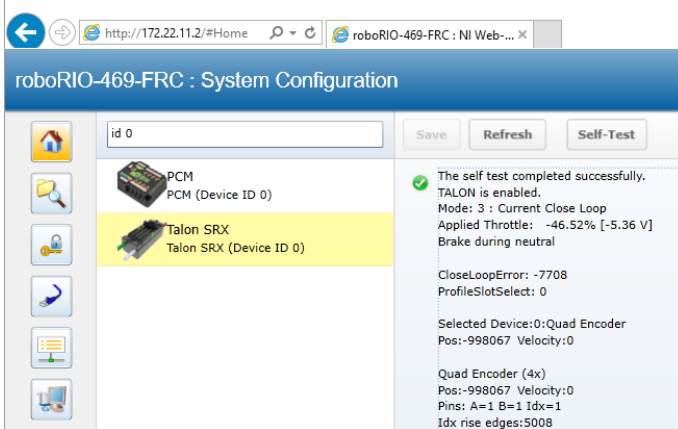 http://172.22.11.2/#Home
roboRIO-469-FRC : NI Web-...
roboRIO-469-FRC : System Configuration
id 0
Save Refresh Self-Test
PCM
PCM (Device ID 0)
Talon SRX
Talon SRX (Device ID 0)
The self test completed successfully.
TALON is enabled.
Mode: 3 : Current Close Loop
Applied Throttle: -46.52% [-5.36 V]
Brake during neutral
CloseLoopError: -7708
ProfileSlotSelect: 0
Selected Device:0:Quad Encoder
Pos:-998067 Velocity:0
Quad Encoder (4x)
Pos:-998067 Velocity:0
Pins: A=1 B=1 Idx=1
Idx rise edges:5008